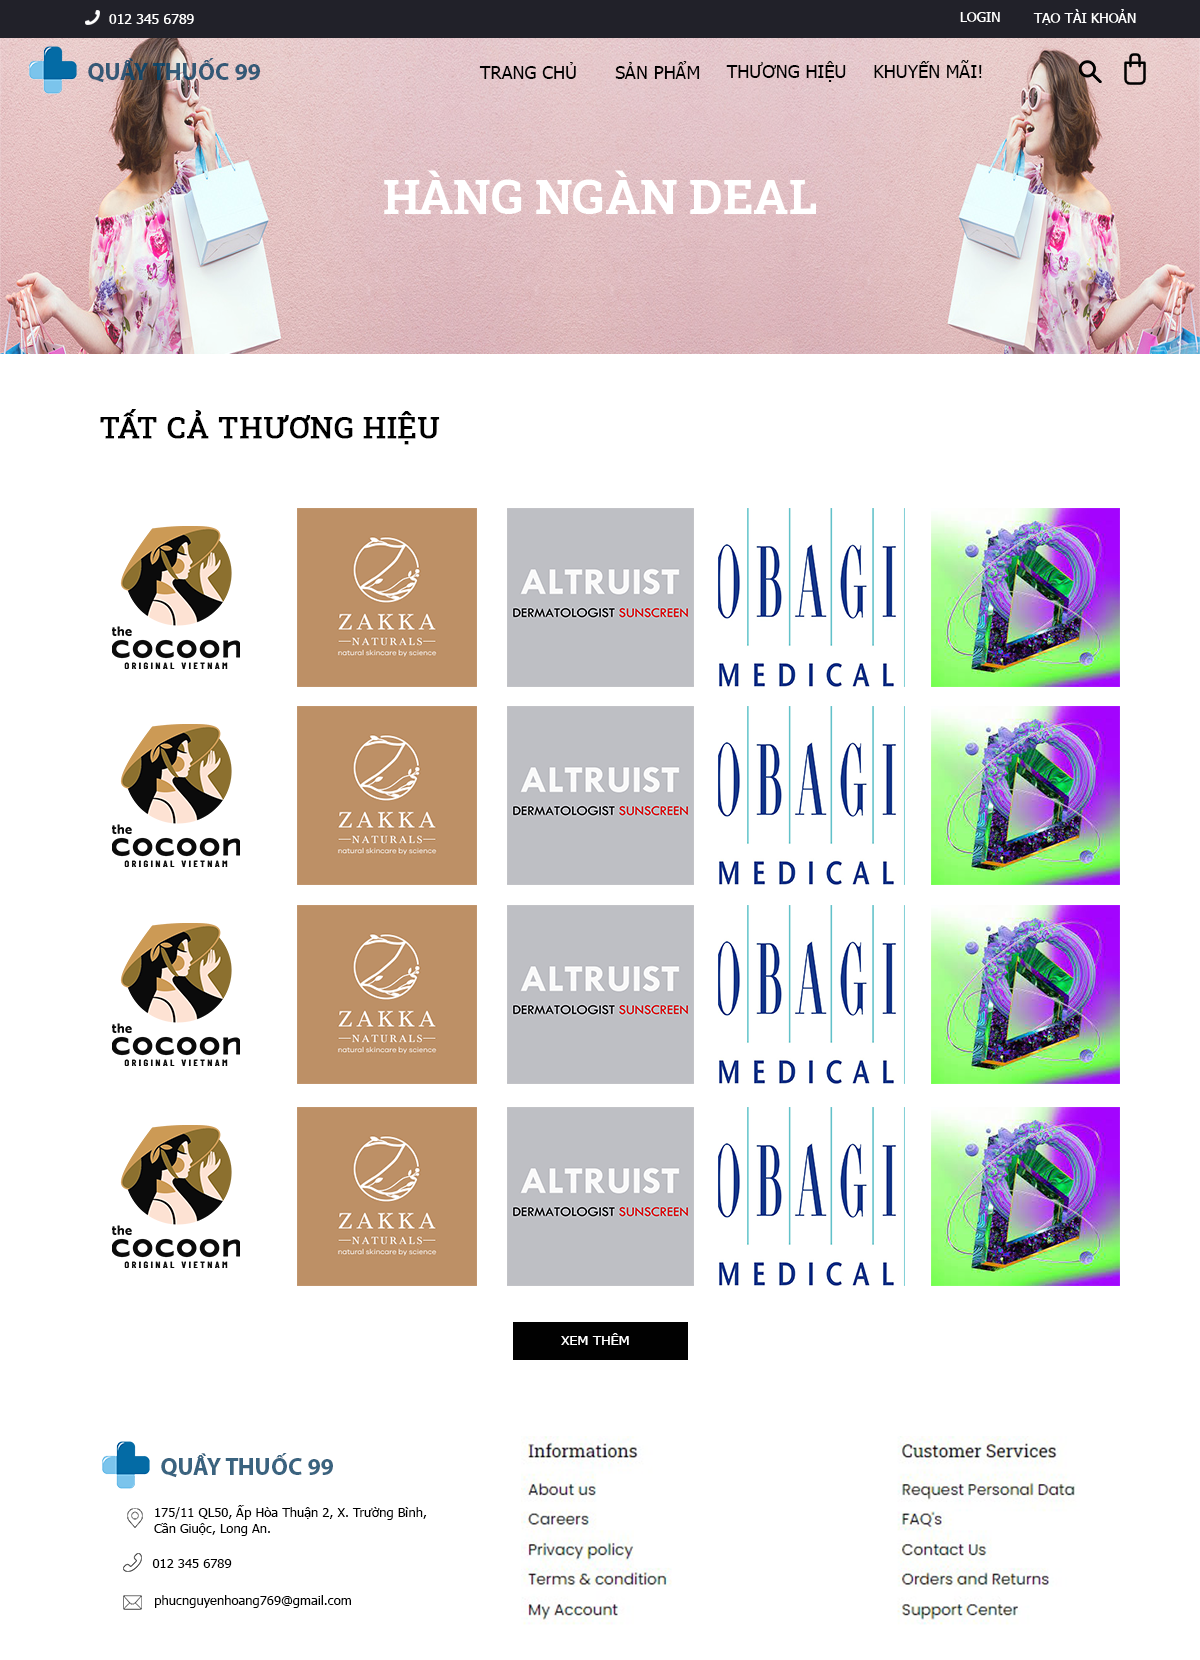 012 345 6789
LOGIN
TẠO TÀI KHOẢN
QUẦY THUỐC 99
TRANG CHỦ
SẢN PHẨM
THƯƠNG HIỆU
KHUYẾN MÃI!
HÀNG NGÀN DEAL
TẤT CẢ THƯƠNG HIỆU
the
cocoon
ORIGINAL VIETNAM
ZAKKA
NATURALS
natural skincare by science
ALTRUIST
DERMATOLOGIST SUNSCREEN
OBAGI
MEDICAL
the
cocoon
ORIGINAL VIETNAM
ZAKKA
NATURALS
natural skincare by science
ALTRUIST
DERMATOLOGIST SUNSCREEN
OBAGI
MEDICAL
the
cocoon
ORIGINAL VIETNAM
ZAKKA
NATURALS
natural skincare by science
ALTRUIST
DERMATOLOGIST SUNSCREEN
OBAGI
MEDICAL
the
cocoon
ORIGINAL VIETNAM
ZAKKA
NATURALS
natural skincare by science
ALTRUIST
DERMATOLOGIST SUNSCREEN
OBAGI
MEDICAL
XEM THÊM
QUẦY THUỐC 99
175/11 QL50, Ấp Hòa Thuận 2, X. Trường Bình,
Cần Giuộc, Long An.
012 345 6789
phucnguyenhoang769@gmail.com
Informations
About us
Careers
Privacy policy
Terms & condition
My Account
Customer Services
Request Personal Data
FAQ's
Contact Us
Orders and Returns
Support Center